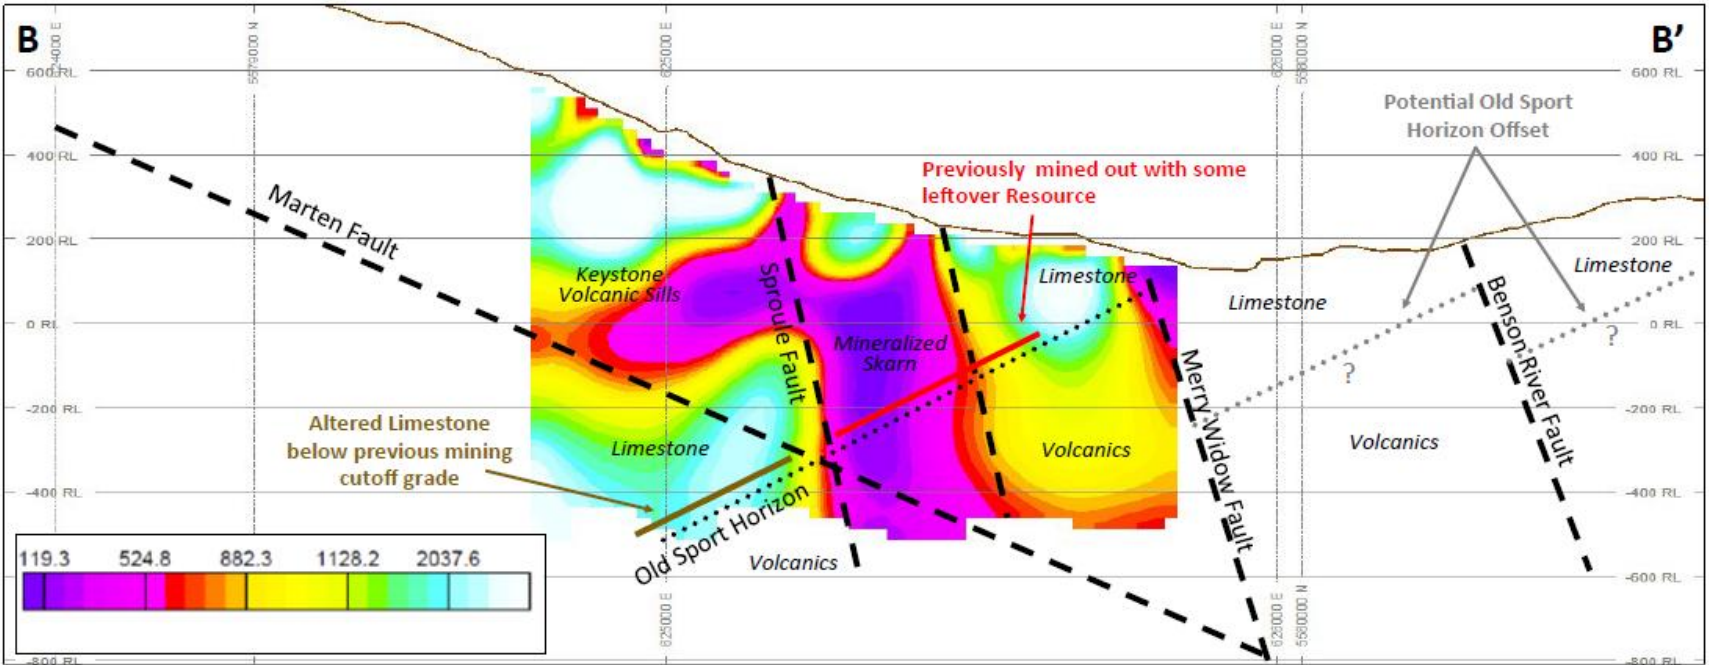 B
B’
24000 E
5579000 N
625000 E
626000 E
5580000 N
600 RL
600 RL
Potential Old Sport
Horizon Offset
400 RL
400 RL
Previously mined out with some
leftover Resource
Marten Fault
200 RL
200 RL
Keystone
Volcanic Sills
Sproule Fault
Limestone
Limestone
Limestone
Benson River Fault
0 RL
0 RL
Mineralized
Skarn
?
?
Merry Widow Fault
-200 RL
-200 RL
Altered Limestone
below previous mining
cutoff grade
Limestone
Volcanics
Volcanics
-400 RL
-400 RL
Old Sport Horizon
Volcanics
119.3 524.8 882.3 1128.2 2037.6
-600 RL
625000 E
626000 E
5580000 N
-800 RL
-800 RL